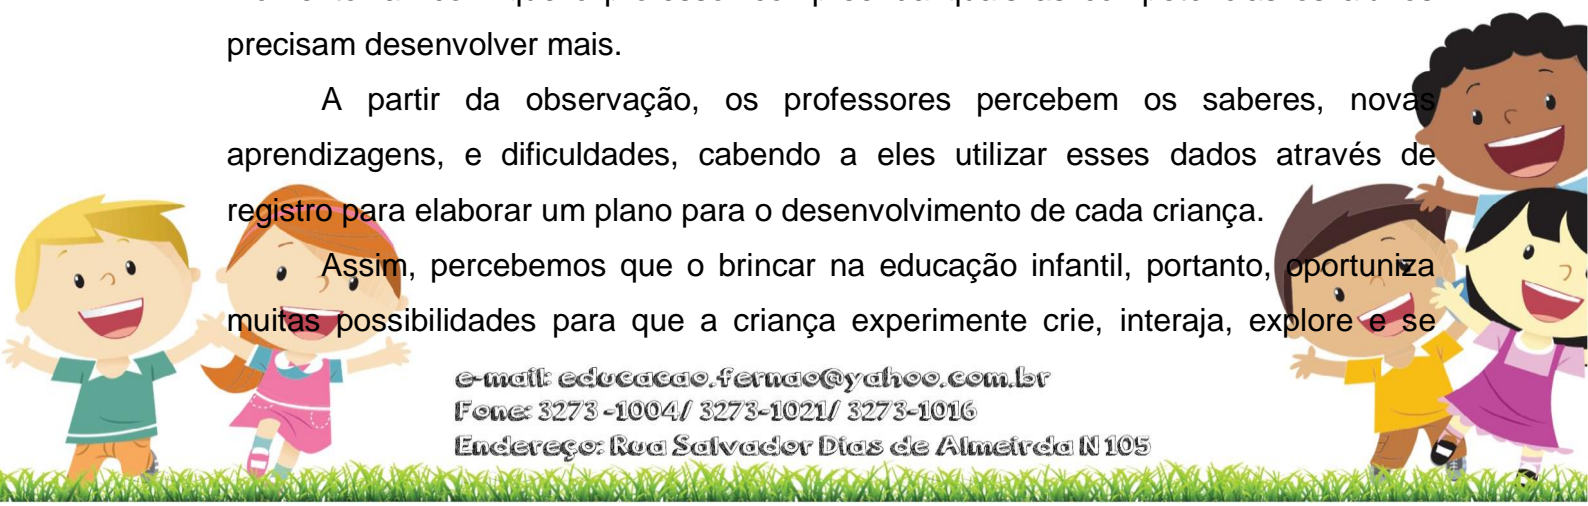 precisam desenvolver mais.
A partir da observação, os professores percebem os saberes, novas
aprendizagens, e dificuldades, cabendo a eles utilizar esses dados através de
registro para elaborar um plano para o desenvolvimento de cada criança.
Assim, percebemos que o brincar na educação infantil, portanto, oportuniza
muitas possibilidades para que a criança experimente crie, interaja, explore e se
e-mail: educacao.fernao@yahoo.com.br
Fone: 3273 -1004/ 3273-1021/ 3273-1016
Endereço: Rua Salvador Dias de Almeirda N 105